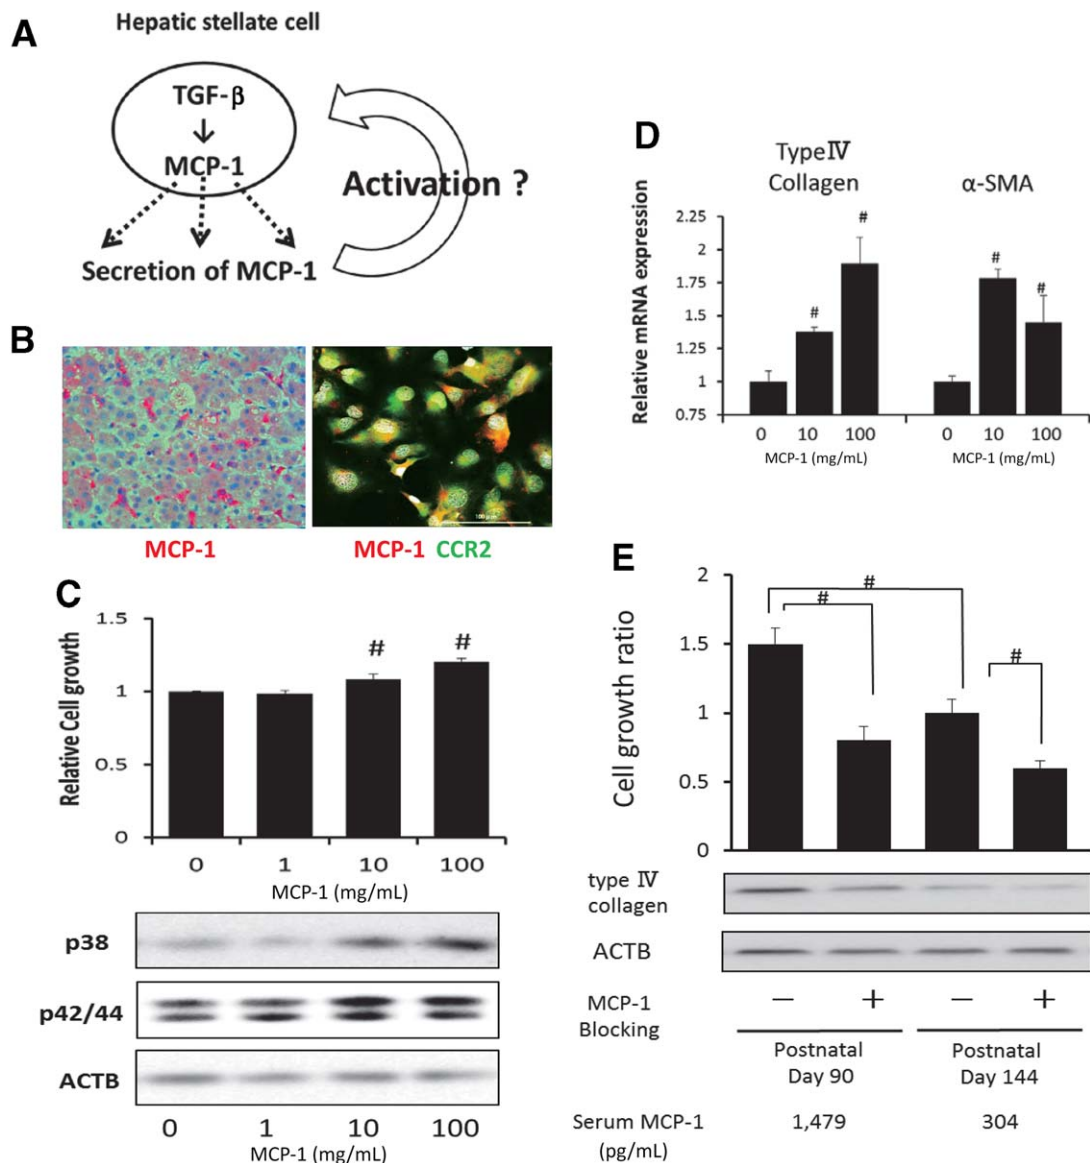 A
Hepatic stellate cell
TGF-β
MCP-1
Activation ?
Secretion of MCP-1
B
MCP-1
MCP-1 CCR2
100 μm
C
Relative Cell growth
1.5
1
0.5
0
0 1 10 100
MCP-1 (mg/mL)
# #
p38
p42/44
ACTB
0 1 10 100
MCP-1 (mg/mL)
D
Type Ⅳ
Collagen
α-SMA
Relative mRNA expression
2.25
2
1.75
1.5
1.25
1
0.75
# #
# #
0 10 100
MCP-1 (mg/mL)
0 10 100
MCP-1 (mg/mL)
E
Cell growth ratio
2
1.5
1
0.5
0
# # #
type Ⅳ
collagen
ACTB
MCP-1
Blocking
− + − +
Postnatal
Day 90
Postnatal
Day 144
Serum MCP-1
(pg/mL)
1,479 304